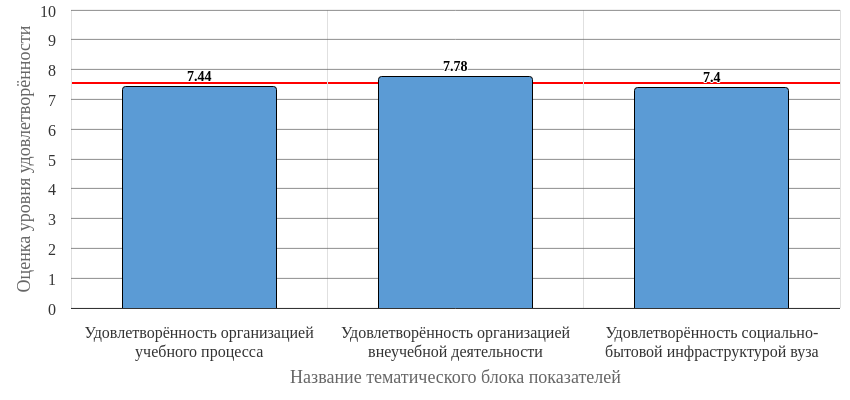 Оценка уровня удовлетворённости
10
9
8
7
6
5
4
3
2
1
0
7.44
7.78
7.4
Удовлетворённость организацией
учебного процесса
Удовлетворённость организацией
внеучебной деятельности
Удовлетворённость социально-
бытовой инфраструктурой вуза
Название тематического блока показателей